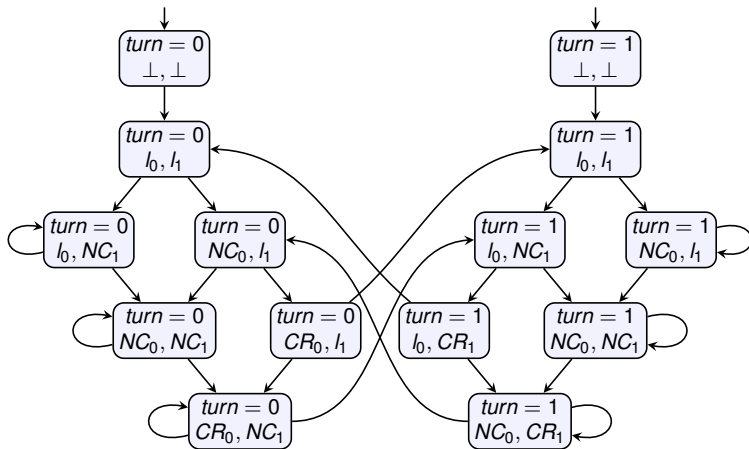 turn = 0
⊥, ⊥
turn = 1
⊥, ⊥
turn = 0
l₀, l₁
turn = 1
l₀, l₁
turn = 0
l₀, NC₁
turn = 0
NC₀, l₁
turn = 1
l₀, NC₁
turn = 1
NC₀, l₁
turn = 0
NC₀, NC₁
turn = 0
CR₀, l₁
turn = 1
l₀, CR₁
turn = 1
NC₀, NC₁
turn = 0
CR₀, NC₁
turn = 1
NC₀, CR₁